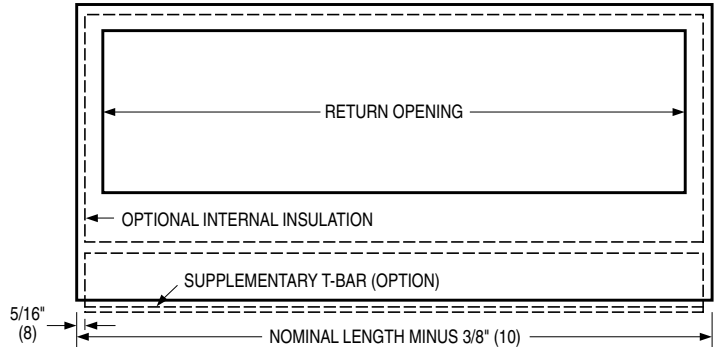 RETURN OPENING
OPTIONAL INTERNAL INSULATION
SUPPLEMENTARY T-BAR (OPTION)
5/16"
(8)
NOMINAL LENGTH MINUS 3/8" (10)